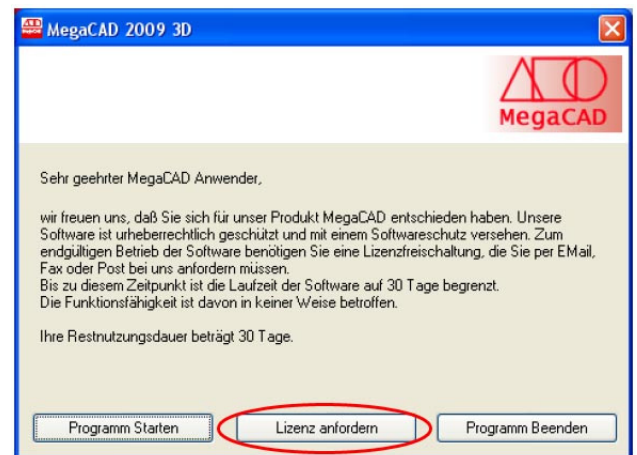 MegaCAD 2009 3D
MegaCAD
Sehr geehrter MegaCAD Anwender,
wir freuen uns, daß Sie sich für unser Produkt MegaCAD entschieden haben. Unsere
Software ist urheberrechtlich geschützt und mit einem Softwareschutz versehen. Zum
endgültigen Betrieb der Software benötigen Sie eine Lizenzfreischaltung, die Sie per EMail,
Fax oder Post bei uns anfordern müssen.
Bis zu diesem Zeitpunkt ist die Laufzeit der Software auf 30 Tage begrenzt.
Die Funktionsfähigkeit ist davon in keiner Weise betroffen.
Ihre Restnutzungsdauer beträgt 30 Tage.
Programm Starten
Lizenz anfordern
Programm Beenden